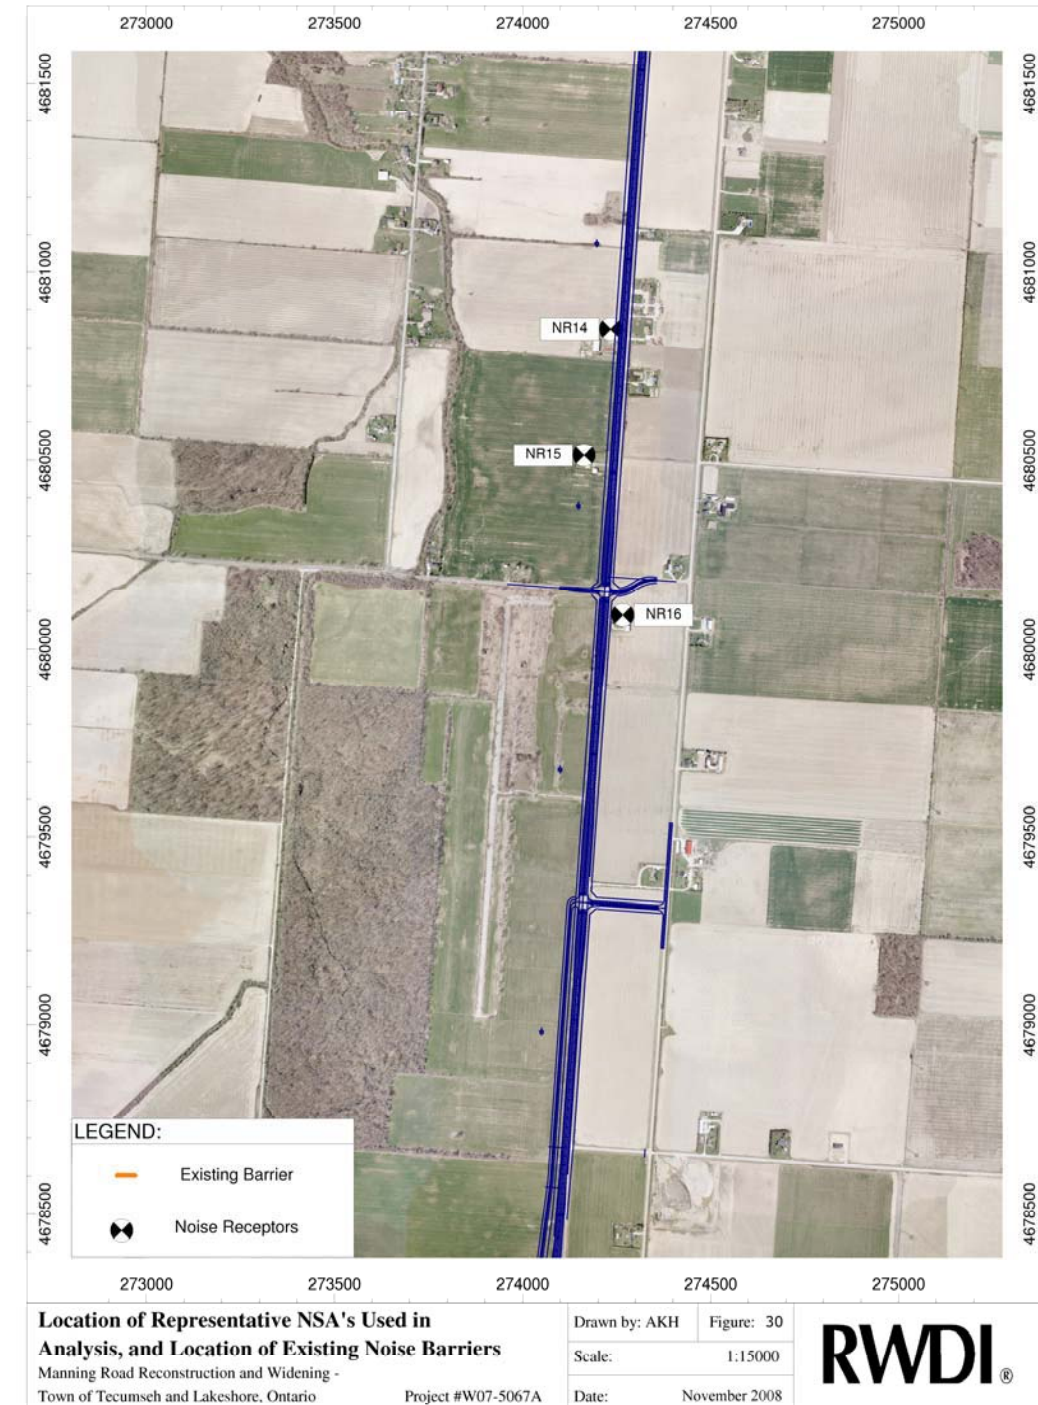 273000 273500 274000 274500 275000
4681500 4681500
4681000 4681000
NR14
4680500 4680500
NR15
NR16
4680000 4680000
4679500 4679500
4679000 4679000
4678500 4678500
LEGEND:
Existing Barrier
Noise Receptors
273000 273500 274000 274500 275000
Location of Representative NSA's Used in
Analysis, and Location of Existing Noise Barriers
Manning Road Reconstruction and Widening -
Town of Tecumseh and Lakeshore, Ontario Project #W07-5067A
Drawn by: AKH Figure: 30
Scale: 1:15000
Date: November 2008
RWDI®